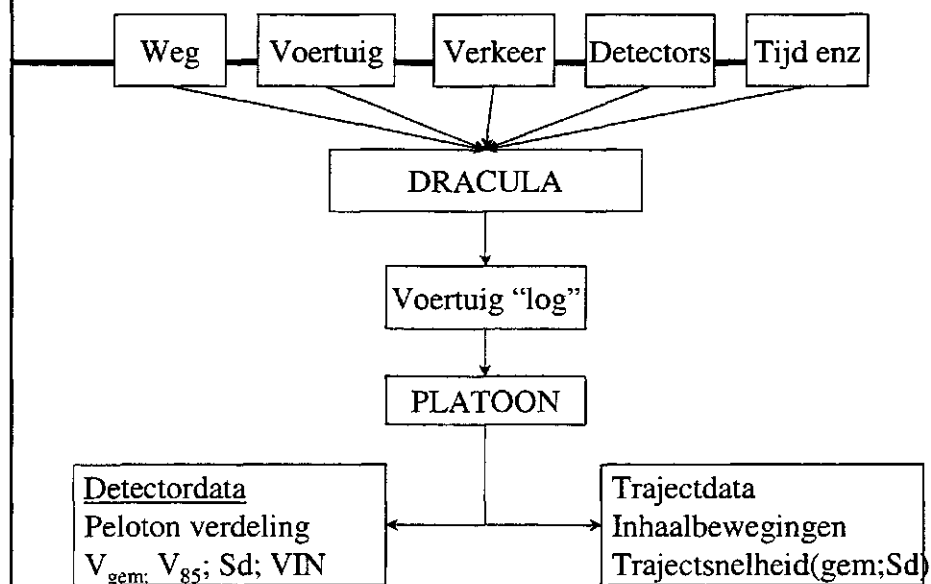 Weg
Voertuig
Verkeer
Detectors
Tijd enz
DRACULA
Voertuig “log”
PLATOON
Detectordata
Peloton verdeling
Vgem; V85; Sd; VIN
Trajectdata
Inhaalbewegingen
Trajectsnelheid(gem;Sd)